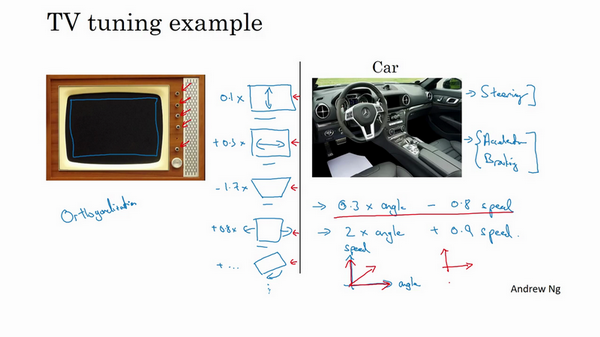 TV tuning example
Car
Orthogonalization
0.1 x
+ 0.3 x
- 1.7 x
+ 0.8 x
+ ...
→ Steering
→ { Acceleration
Braking
→ 0.3 x angle - 0.8 speed
→ 2 x angle + 0.9 speed.
speed
angle
Andrew Ng